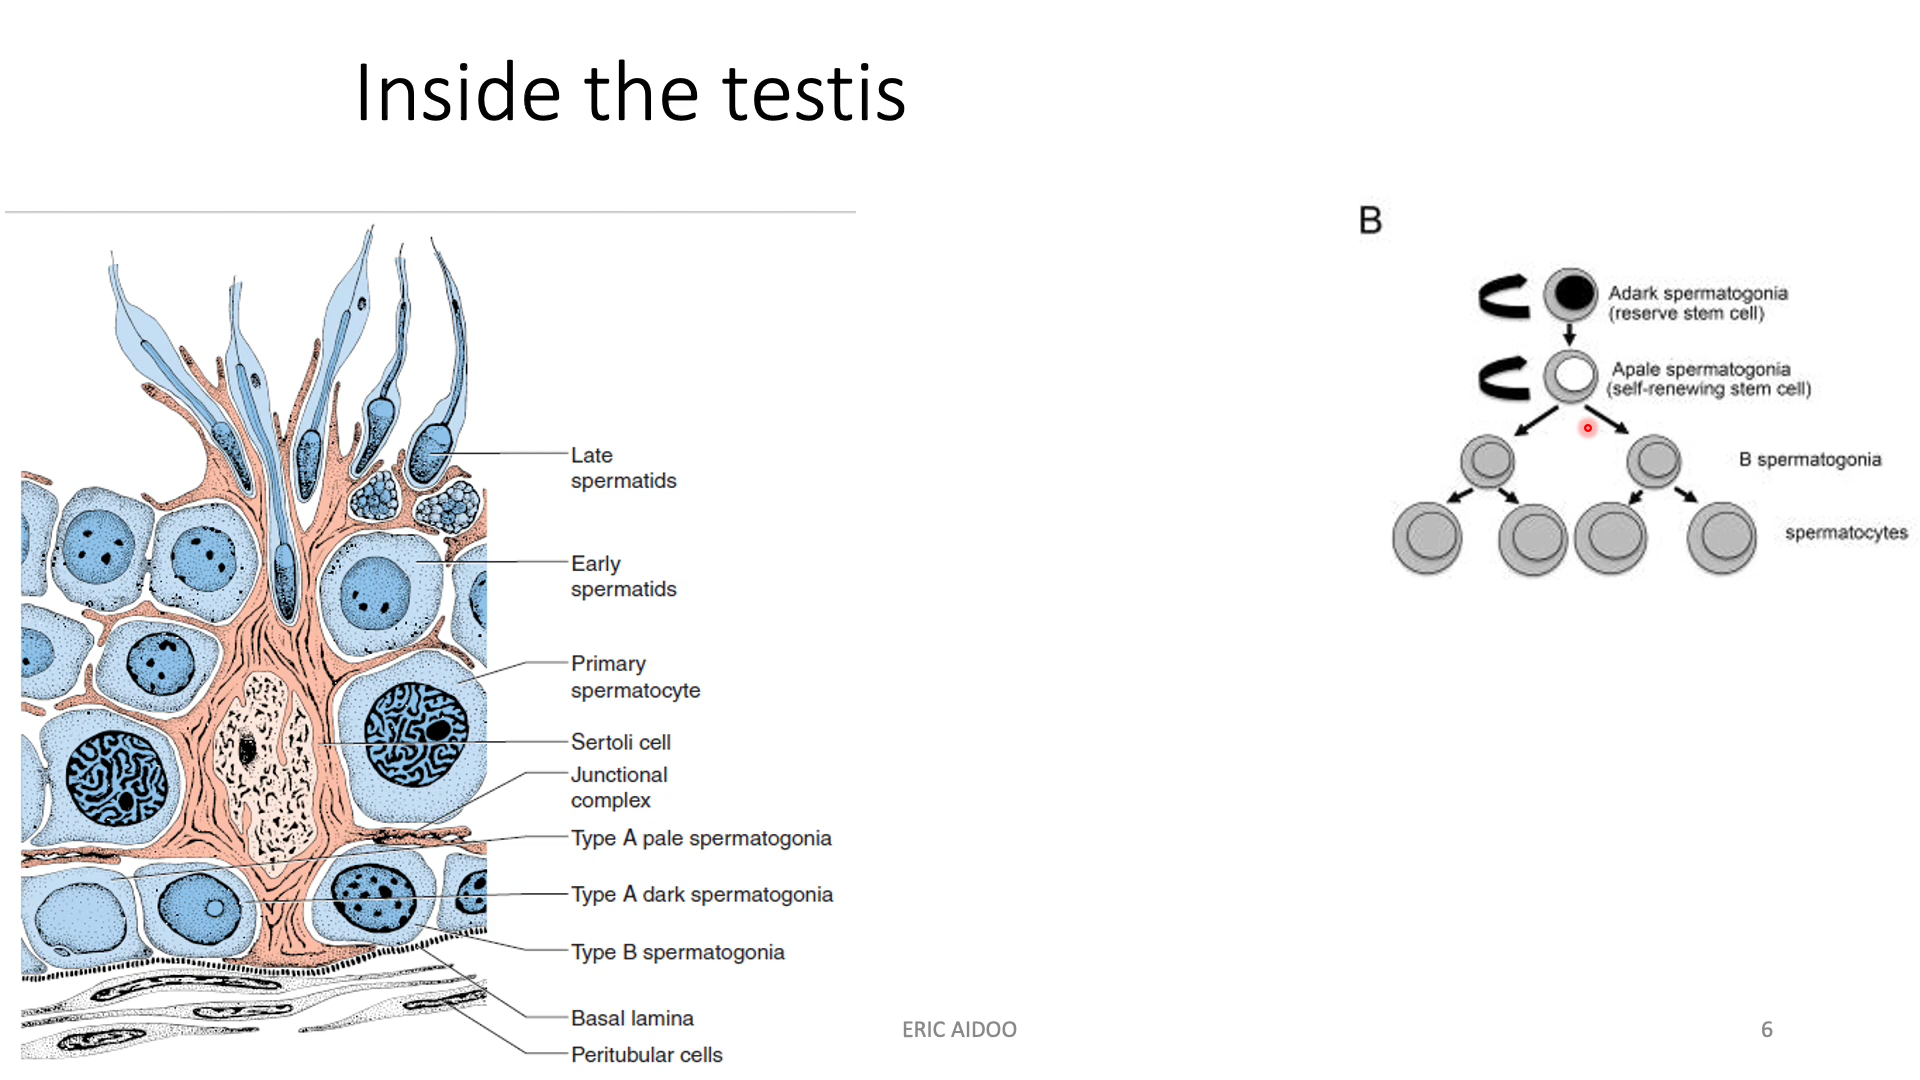 Inside the testis
Late
spermatids
Early
spermatids
Primary
spermatocyte
Sertoli cell
Junctional
complex
Type A pale spermatogonia
Type A dark spermatogonia
Type B spermatogonia
Basal lamina
Peritubular cells
B
Adark spermatogonia
(reserve stem cell)
Apale spermatogonia
(self-renewing stem cell)
B spermatogonia
spermatocytes
ERIC AIDOO
6